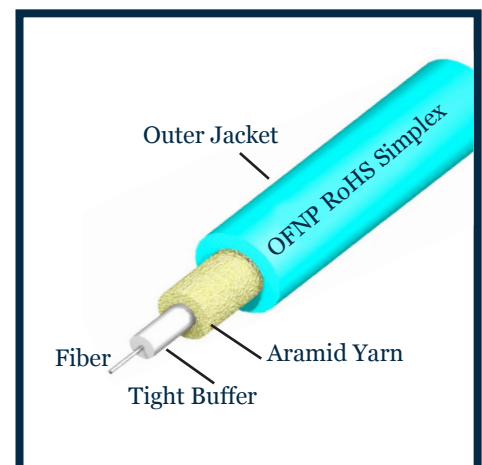 Outer Jacket
OFNP RoHS Simplex
Fiber
Aramid Yarn
Tight Buffer